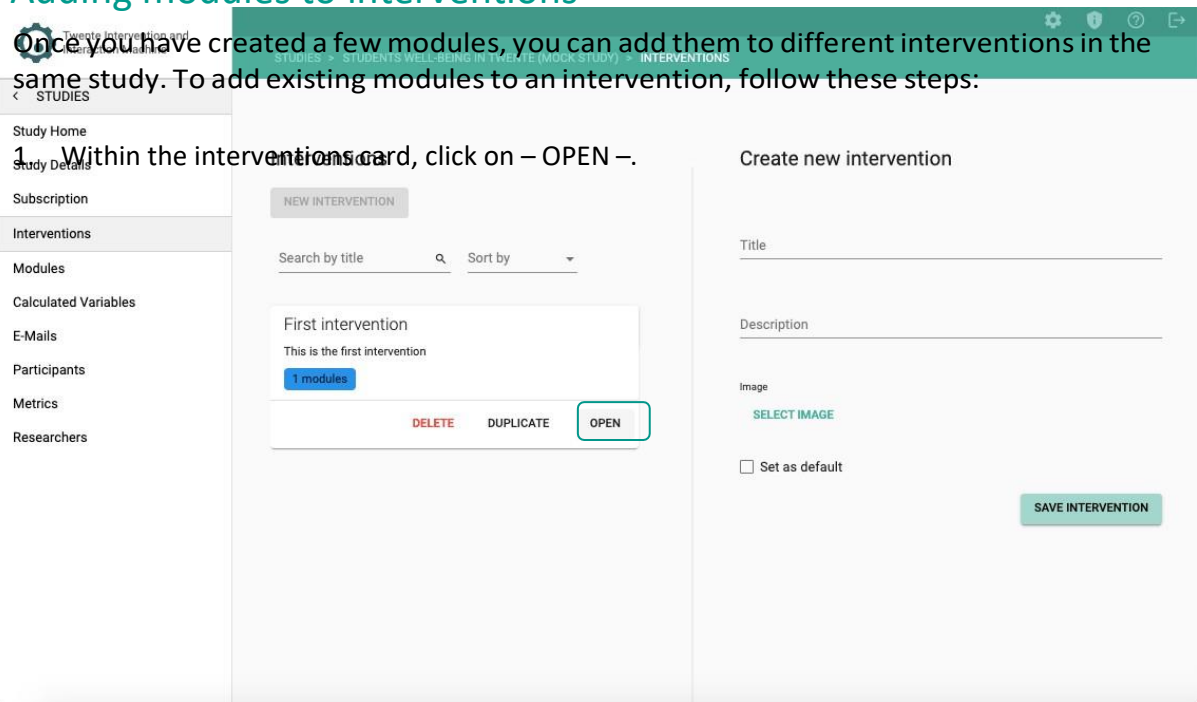 Adding modules to interventions
Twente Intervention and
Interaction Machine
Once you have created a few modules, you can add them to different interventions in the
STUDIES > STUDENTS WELL-BEING IN TWENTE (MOCK STUDY) > INTERVENTIONS
same study. To add existing modules to an intervention, follow these steps:
< STUDIES
Study Home
Study Details
Subscription
Interventions
Modules
Calculated Variables
E-Mails
Participants
Metrics
Researchers
1. Within the interventions card, click on – OPEN –.
Interventions
NEW INTERVENTION
Search by title
Sort by
First intervention
This is the first intervention
1 modules
DELETE DUPLICATE OPEN
Create new intervention
Title
Description
Image
SELECT IMAGE
Set as default
SAVE INTERVENTION